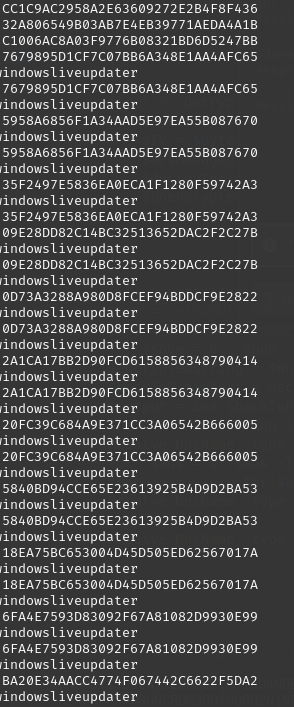 CC1C9AC2958A2E63609272E2B4F8F436
32A806549B03AB7E4EB39771AEDA4A1B
C1006AC8A03F9776B08321BD6D5247BB
windowsliveupdater
7679895D1CF7C07BB6A348E1AA4AFC65
windowsliveupdater
7679895D1CF7C07BB6A348E1AA4AFC65
windowsliveupdater
5958A6856F1A34AAD5E97EA55B087670
windowsliveupdater
5958A6856F1A34AAD5E97EA55B087670
windowsliveupdater
35F2497E5836EA0ECA1F1280F59742A3
windowsliveupdater
35F2497E5836EA0ECA1F1280F59742A3
windowsliveupdater
09E28DD82C14BC32513652DAC2F2C27B
windowsliveupdater
09E28DD82C14BC32513652DAC2F2C27B
windowsliveupdater
0D73A3288A980D8FCEF94BDDCF9E2822
windowsliveupdater
0D73A3288A980D8FCEF94BDDCF9E2822
windowsliveupdater
2A1CA17BB2D90FCD6158856348790414
windowsliveupdater
2A1CA17BB2D90FCD6158856348790414
windowsliveupdater
20FC39C684A9E371CC3A06542B666005
windowsliveupdater
20FC39C684A9E371CC3A06542B666005
windowsliveupdater
5840BD94CCE65E23613925B4D9D2BA53
windowsliveupdater
5840BD94CCE65E23613925B4D9D2BA53
windowsliveupdater
18EA75BC653004D45D505ED62567017A
windowsliveupdater
18EA75BC653004D45D505ED62567017A
windowsliveupdater
6FA4E7593D83092F67A81082D9930E99
windowsliveupdater
6FA4E7593D83092F67A81082D9930E99
windowsliveupdater
BA20E34AACC4774F067442C6622F5DA2
windowsliveupdater